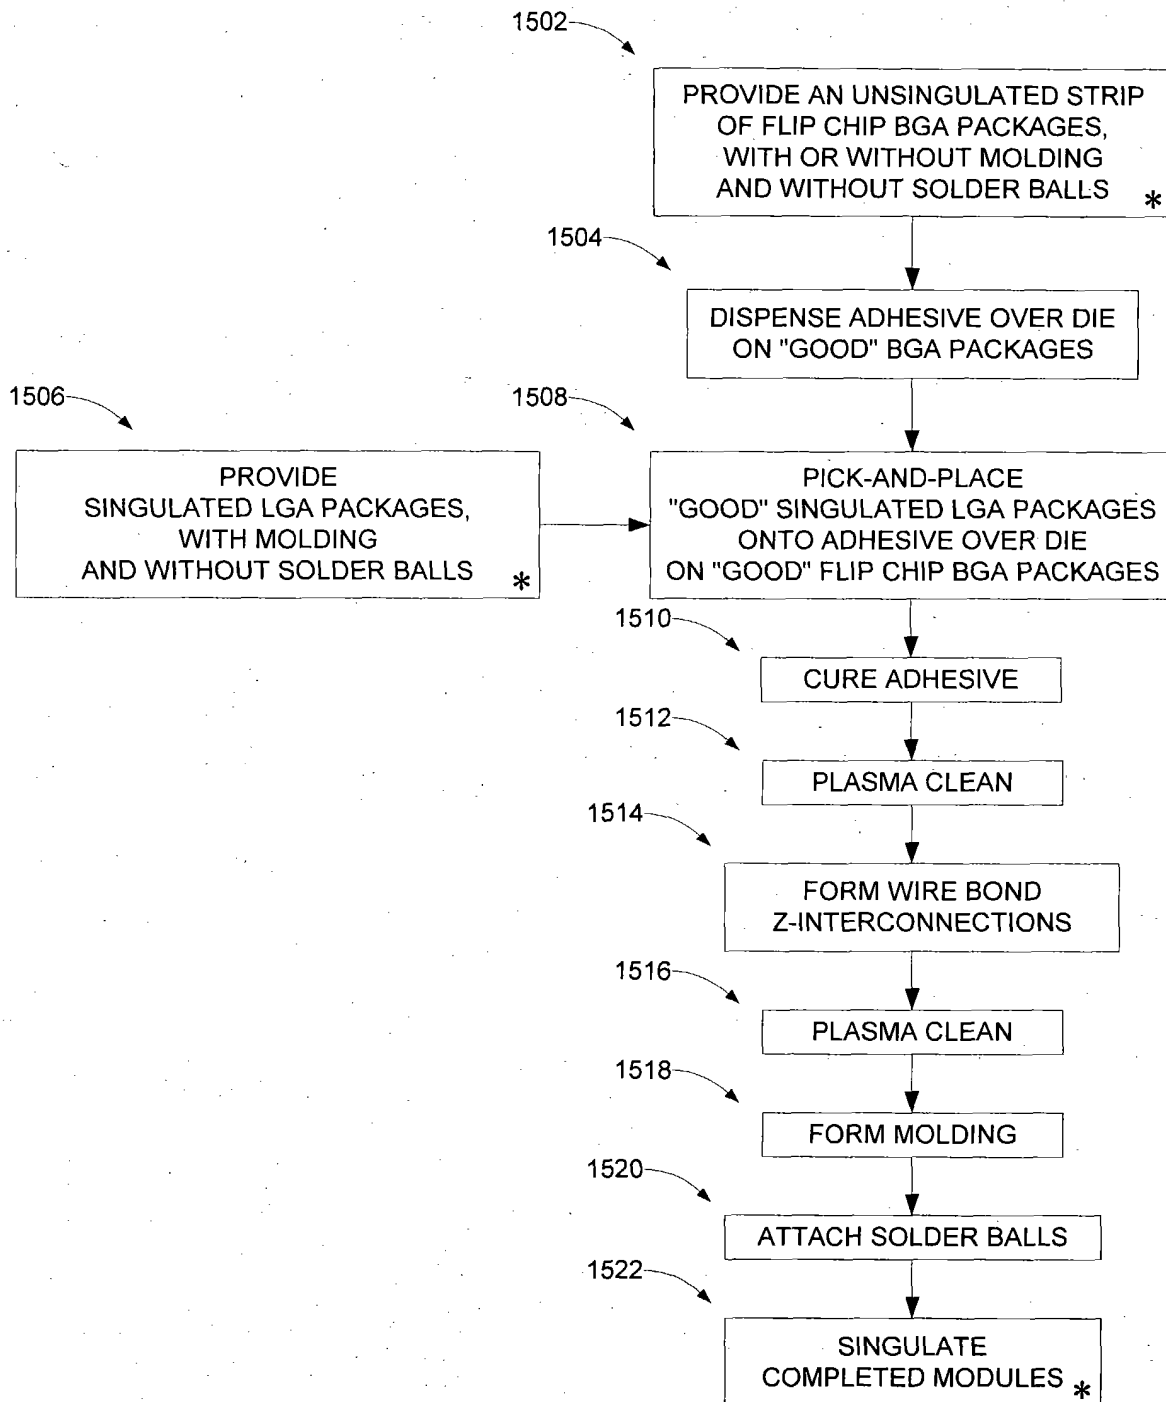 1502
PROVIDE AN UNSINGULATED STRIP
OF FLIP CHIP BGA PACKAGES,
WITH OR WITHOUT MOLDING
AND WITHOUT SOLDER BALLS *
1504
DISPENSE ADHESIVE OVER DIE
ON "GOOD" BGA PACKAGES
1506
PROVIDE
SINGULATED LGA PACKAGES,
WITH MOLDING
AND WITHOUT SOLDER BALLS *
1508
PICK-AND-PLACE
"GOOD" SINGULATED LGA PACKAGES
ONTO ADHESIVE OVER DIE
ON "GOOD" FLIP CHIP BGA PACKAGES
1510
CURE ADHESIVE
1512
PLASMA CLEAN
1514
FORM WIRE BOND
Z-INTERCONNECTIONS
1516
PLASMA CLEAN
1518
FORM MOLDING
1520
ATTACH SOLDER BALLS
1522
SINGULATE
COMPLETED MODULES *